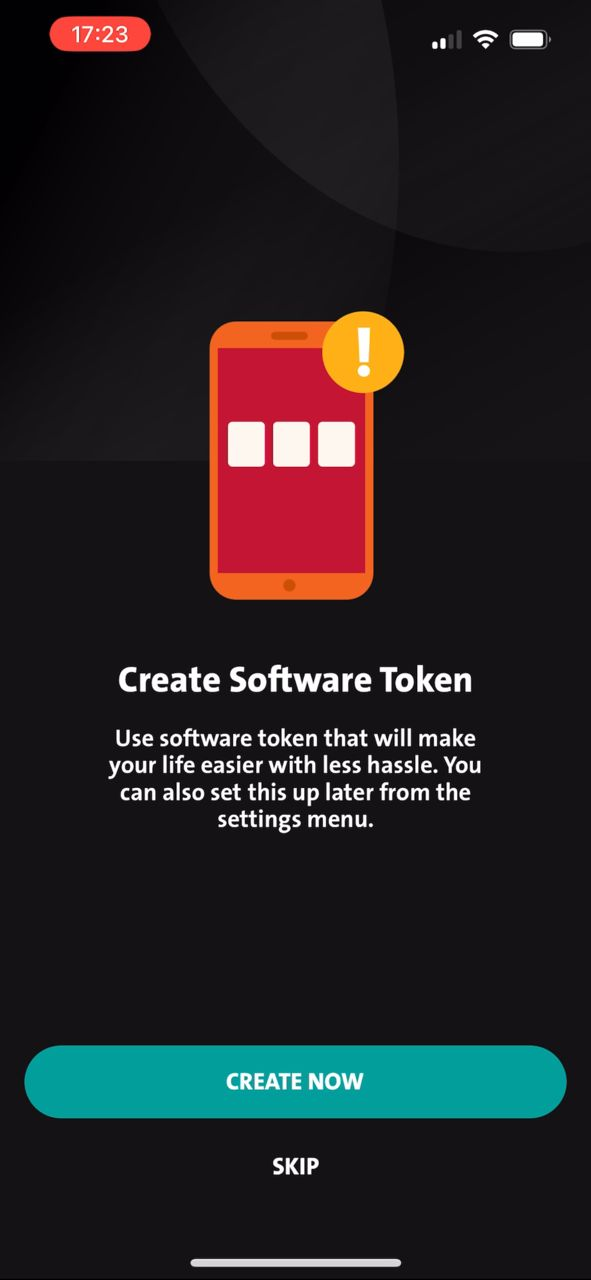 17:23
!
Create Software Token
Use software token that will make
your life easier with less hassle. You
can also set this up later from the
settings menu.
CREATE NOW
SKIP